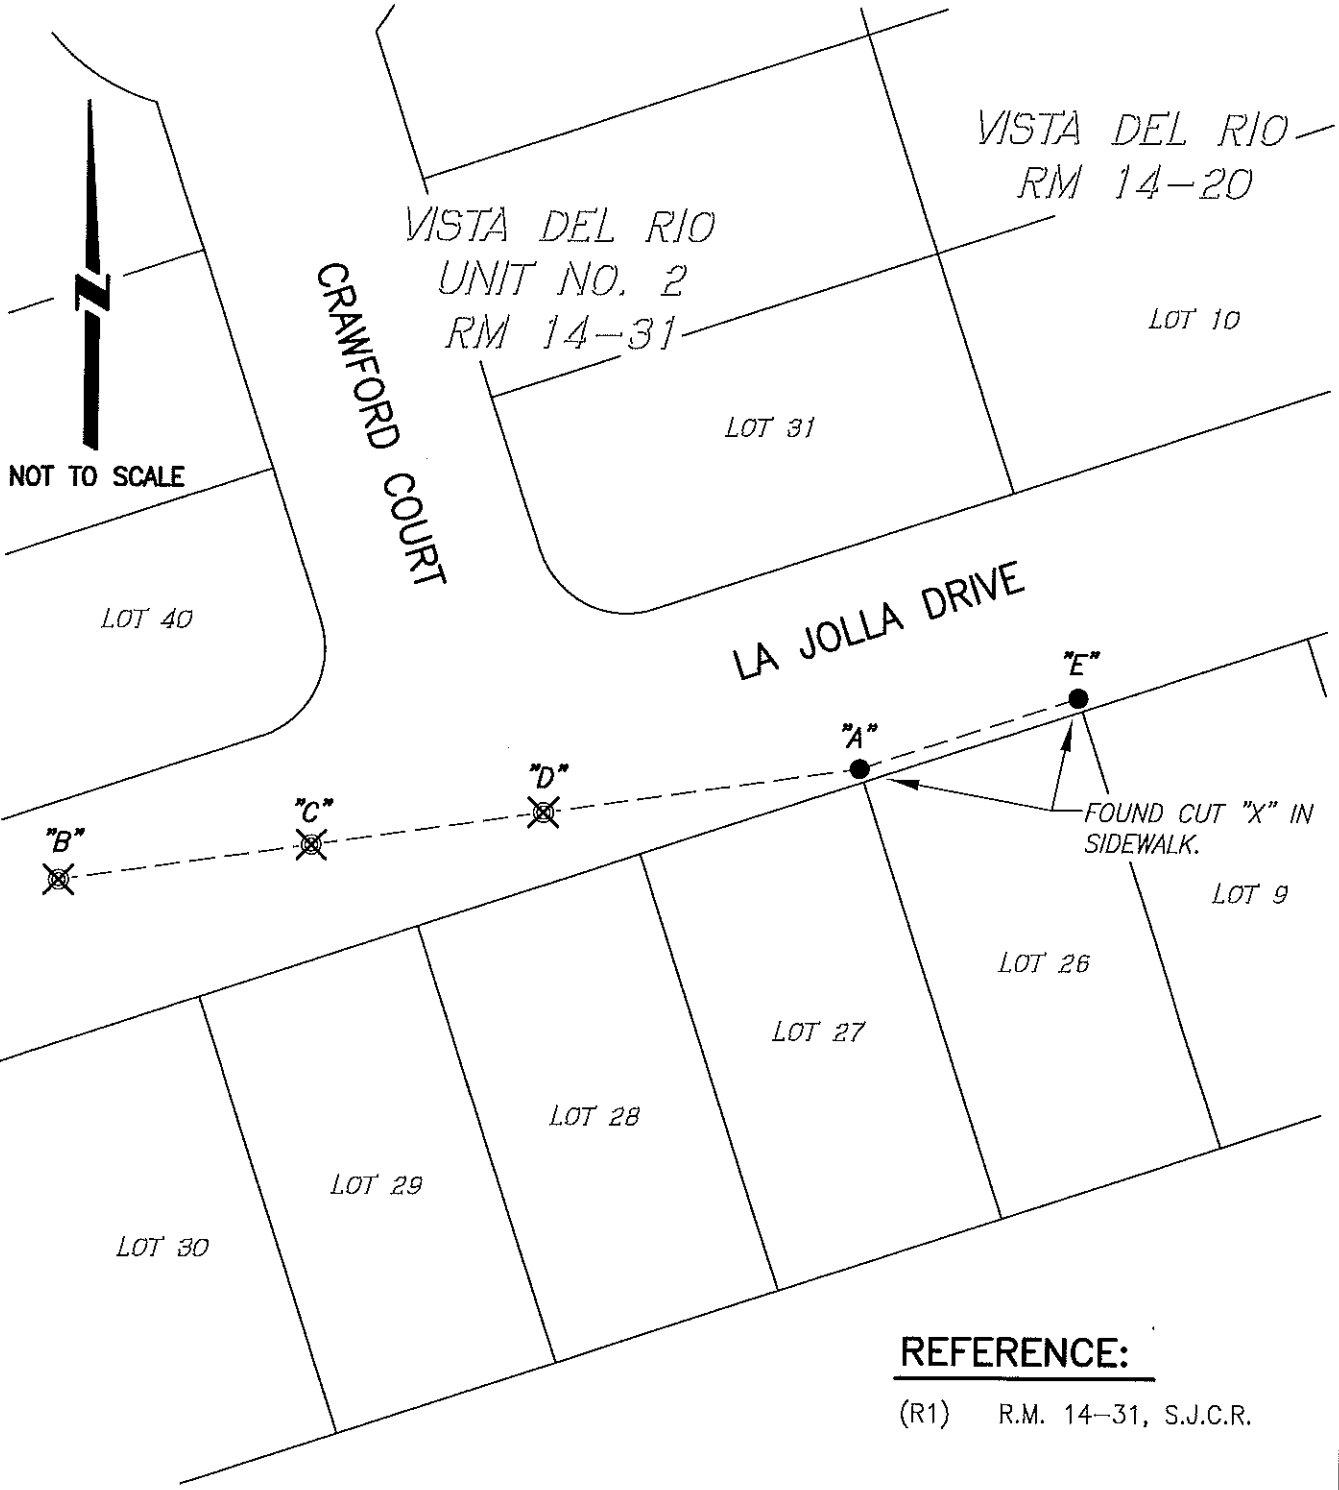 VISTA DEL RIO
RM 14-20
VISTA DEL RIO
UNIT NO. 2
RM 14-31
CRAWFORD COURT
LOT 10
LOT 31
NOT TO SCALE
LOT 40
LA JOLLA DRIVE
"E"
"A"
"D"
"C"
"B"
FOUND CUT "X" IN
SIDEWALK.
LOT 9
LOT 26
LOT 27
LOT 28
LOT 29
LOT 30
REFERENCE:
(R1) R.M. 14-31, S.J.C.R.
N